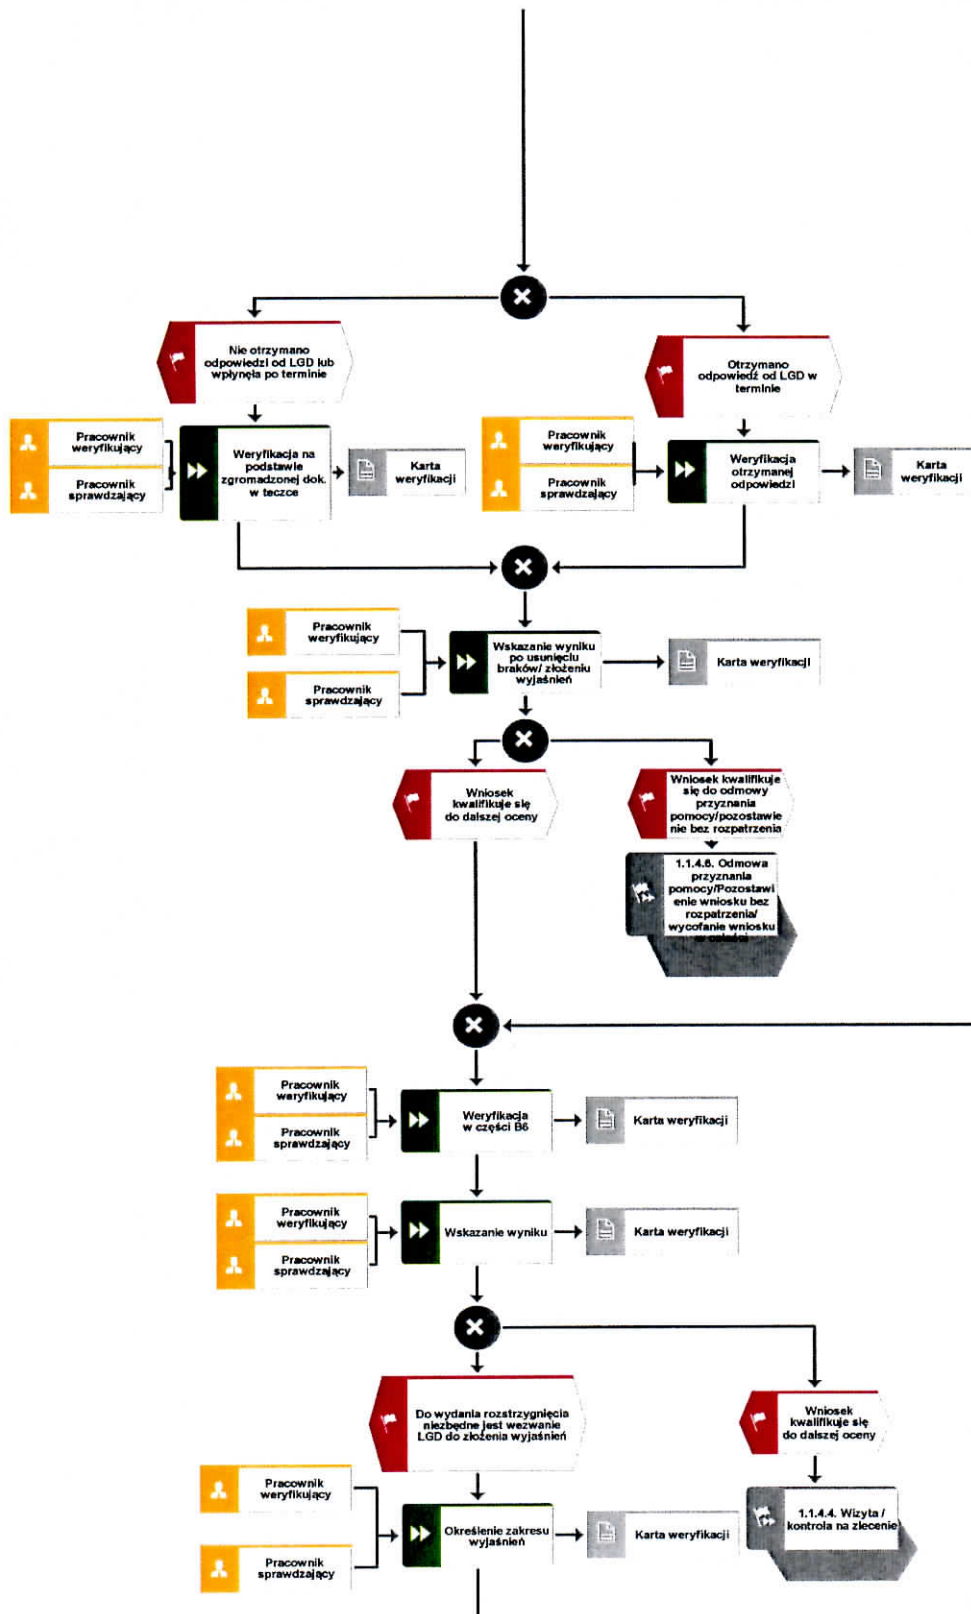 Nie otrzymano
odpowiedzi od LGD lub
wpłynęła po terminie
Otrzymano
odpowiedź od LGD w
terminie
Pracownik
weryfikujący
Pracownik
sprawdzający
Weryfikacja na
podstawie
zgromadzonej dok.
w teczce
Karta
weryfikacji
Pracownik
weryfikujący
Pracownik
sprawdzający
Weryfikacja
otrzymanej
odpowiedzi
Karta
weryfikacji
Pracownik
weryfikujący
Pracownik
sprawdzający
Wskazanie wyniku
po usunięciu
braków/ złożeniu
wyjaśnień
Karta weryfikacji
Wniosek
kwalifikuje się
do dalszej oceny
Wniosek kwalifikuje
się do odmowy
przyznania
pomocy/pozostawie
nie bez rozpatrzenia
1.1.4.6. Odmowa
przyznania
pomocy/Pozostawi
enie wniosku bez
rozpatrzenia/
wycofanie wniosku
w całości
Pracownik
weryfikujący
Pracownik
sprawdzający
Weryfikacja
w części B6
Karta weryfikacji
Pracownik
weryfikujący
Pracownik
sprawdzający
Wskazanie wyniku
Karta weryfikacji
Do wydania rozstrzygnięcia
niezbędne jest wezwanie
LGD do złożenia wyjaśnień
Wniosek
kwalifikuje się
do dalszej oceny
Pracownik
weryfikujący
Pracownik
sprawdzający
Określenie zakresu
wyjaśnień
Karta weryfikacji
1.1.4.4. Wizyta /
kontrola na zlecenie